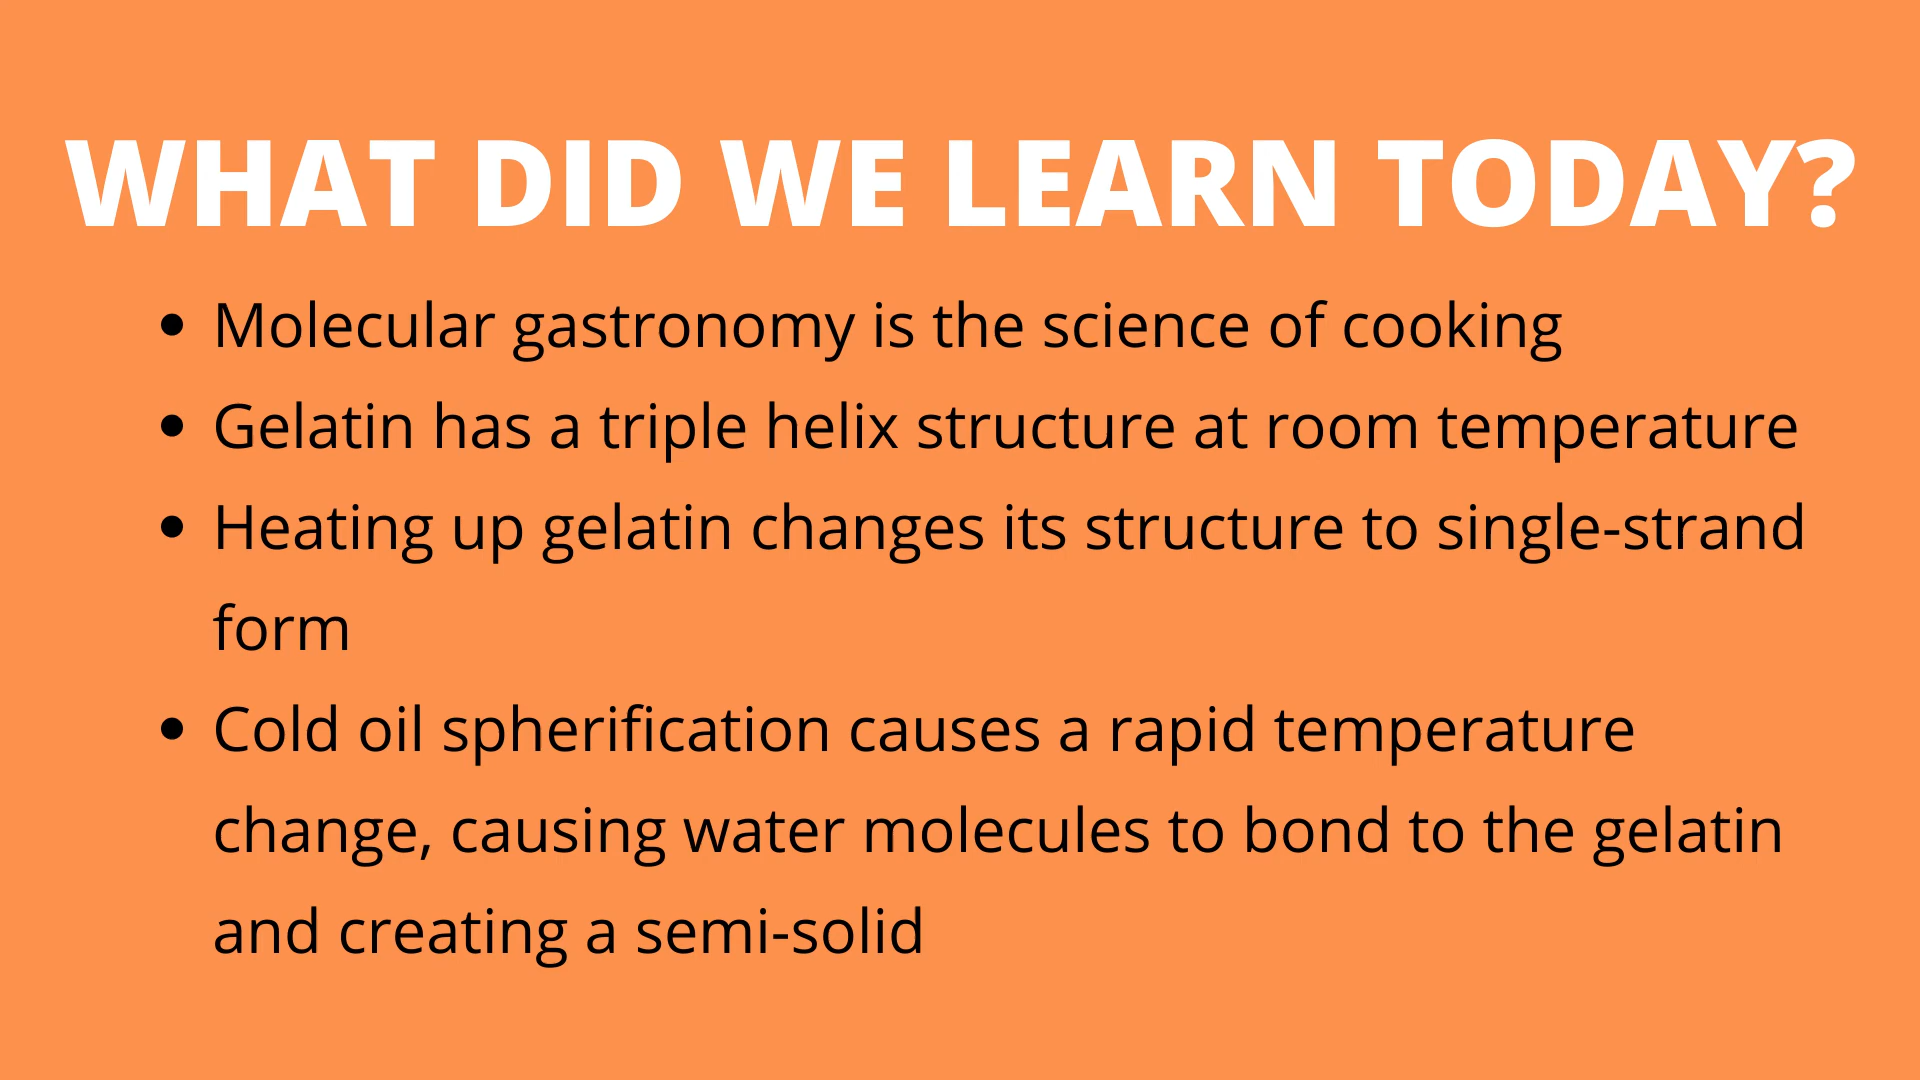 WHAT DID WE LEARN TODAY?
• Molecular gastronomy is the science of cooking
• Gelatin has a triple helix structure at room temperature
• Heating up gelatin changes its structure to single-strand
form
• Cold oil spherification causes a rapid temperature
change, causing water molecules to bond to the gelatin
and creating a semi-solid